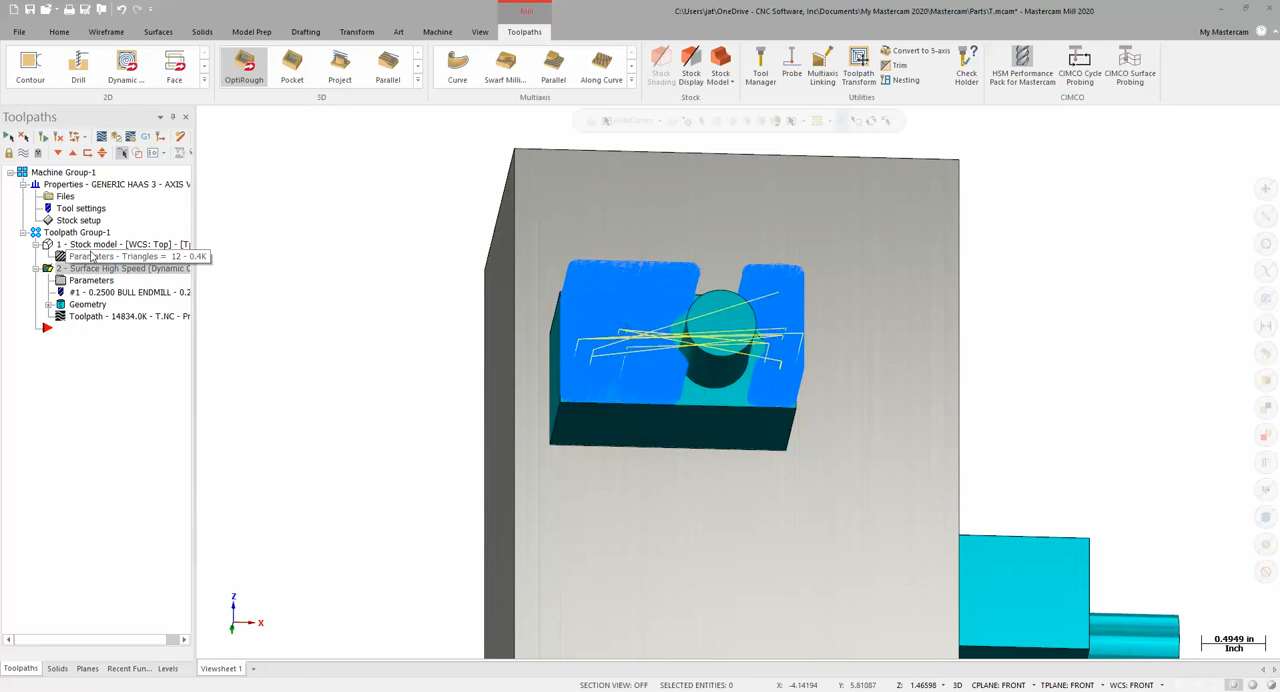 Mill
C:\Users\jat\OneDrive - CNC Software, Inc\Documents\My Mastercam 2020\Mastercam\Parts\T.mcam* - Mastercam Mill 2020
File Home Wireframe Surfaces Solids Model Prep Drafting Transform Art Machine View Toolpaths My Mastercam
Contour Drill Dynamic ... Face OptiRough Pocket Project Parallel Curve Swarf Milli... Parallel Along Curve
Stock Shading Stock Display Stock Model Tool Manager Probe Multiaxis Linking Toolpath Transform Convert to 5-axis Trim Nesting Check Holder
HSM Performance Pack for Mastercam CIMCO Cycle Probing CIMCO Surface Probing
2D 3D Multiaxis Stock Utilities CIMCO
Toolpaths
G1
Machine Group-1
Properties - GENERIC HAAS 3 - AXIS V
Files
Tool settings
Stock setup
Toolpath Group-1
1 - Stock model - [WCS: Top] - [T
Parameters - Triangles = 12 - 0.4K
2 - Surface High Speed (Dynamic O
Parameters
#1 - 0.2500 BULL ENDMILL - 0.2
Geometry
Toolpath - 14834.0K - T.NC - Pr
Z
X
0.4949 in
Inch
Toolpaths Solids Planes Recent Fun... Levels Viewsheet 1 +
SECTION VIEW: OFF SELECTED ENTITIES: 0 X: -4.14194 Y: 5.81087 Z: 1.46598 3D CPLANE: FRONT TPLANE: FRONT WCS: FRONT